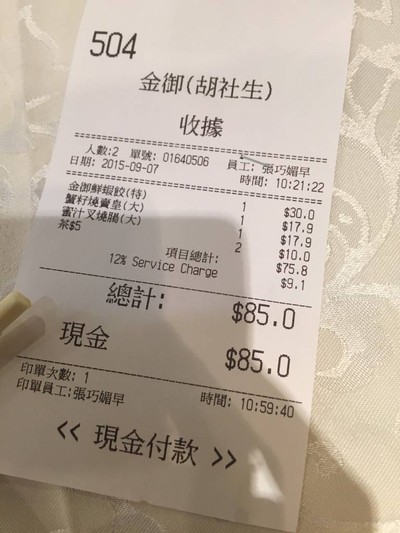 504
金御(胡社生)
收據
人數:2 單號: 01640506 員工: 張巧媚早
日期: 2015-09-07 時間: 10:21:22
金御鮮蝦餃(特) 1 $30.0
蟹籽燒賣皇(大) 1 $17.9
蜜汁叉燒腸(大) 1 $17.9
茶$5 2 $10.0
項目總計: $75.8
12% Service Charge $9.1
總計: $85.0
現金 $85.0
印單次數: 1
印單員工:張巧媚早 時間: 10:59:40
<< 現金付款 >>